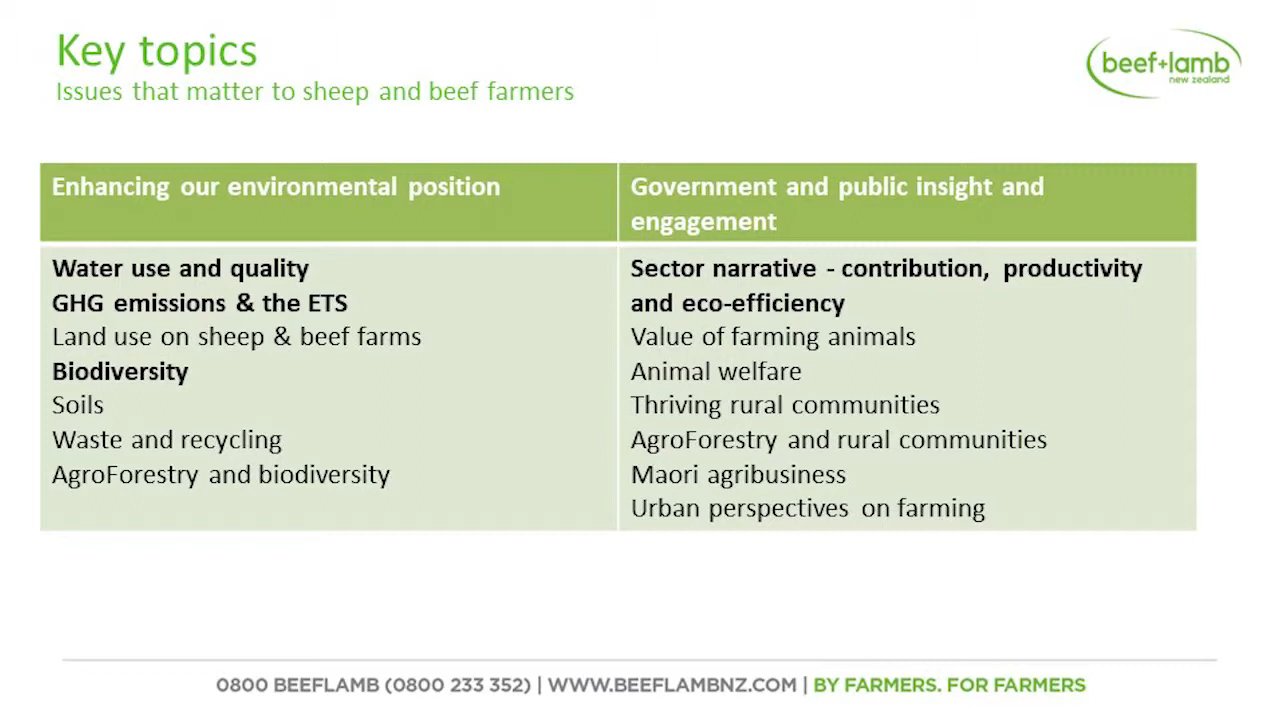 Key topics
Issues that matter to sheep and beef farmers
beef+lamb
new zealand
Enhancing our environmental position
Government and public insight and
engagement
Water use and quality
GHG emissions & the ETS
Land use on sheep & beef farms
Biodiversity
Soils
Waste and recycling
AgroForestry and biodiversity
Sector narrative - contribution, productivity
and eco-efficiency
Value of farming animals
Animal welfare
Thriving rural communities
AgroForestry and rural communities
Maori agribusiness
Urban perspectives on farming
0800 BEEFLAMB (0800 233 352) | WWW.BEEFLAMBNZ.COM | BY FARMERS. FOR FARMERS